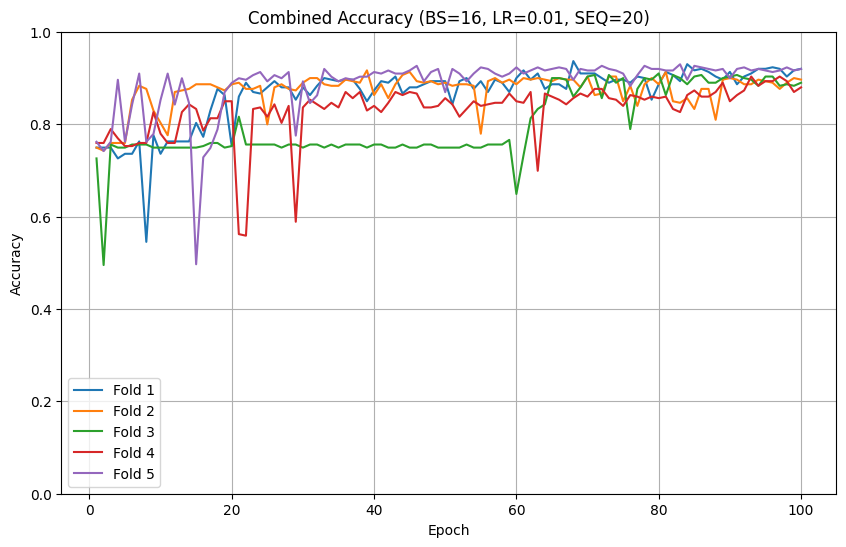 Combined Accuracy (BS=16, LR=0.01, SEQ=20)
1.0
0.8
0.6
0.4
0.2
0.0
Accuracy
Fold 1
Fold 2
Fold 3
Fold 4
Fold 5
0 20 40 60 80 100
Epoch